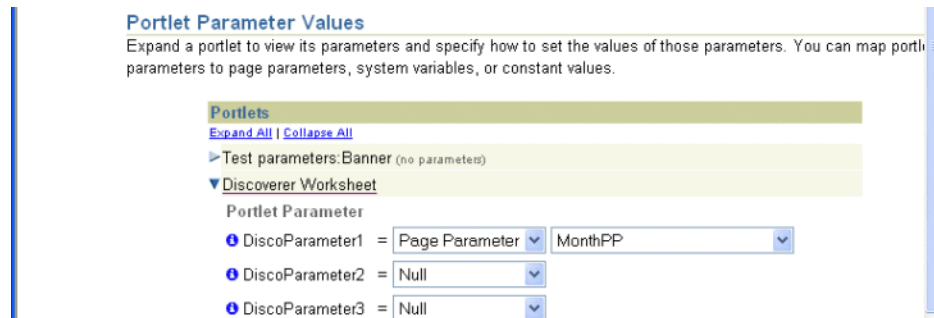 Portlet Parameter Values
Expand a portlet to view its parameters and specify how to set the values of those parameters. You can map
parameters to page parameters, system variables, or constant values.
Portlets
Expand All | Collapse All
Test parameters:Banner (no parameters)
Discoverer Worksheet
Portlet Parameter
DiscoParameter1 = Page Parameter MonthPP
DiscoParameter2 = Null
DiscoParameter3 = Null